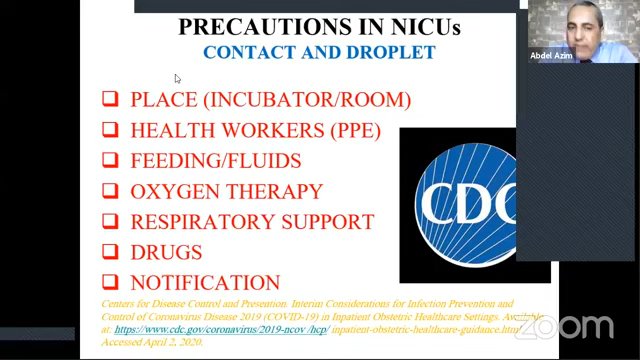 PRECAUTIONS IN NICUs
CONTACT AND DROPLET
Abdel Azim
PLACE (INCUBATOR/ROOM)
HEALTH WORKERS (PPE)
FEEDING/FLUIDS
OXYGEN THERAPY
RESPIRATORY SUPPORT
DRUGS
NOTIFICATION
CDC
Centers for Disease Control and Presention. Interim Considerations for Infection Prevention and
Control of Coronavirus Disease 2019 (COVID-19) in Inpatient Obstetric Healthcare Settings. Available
at: https://www.cdc.gov/coronavirus/2019-ncov /hcp/ inpatient-obstetric-healthcare-guidance.html
Accessed April 2, 2020.
zoom